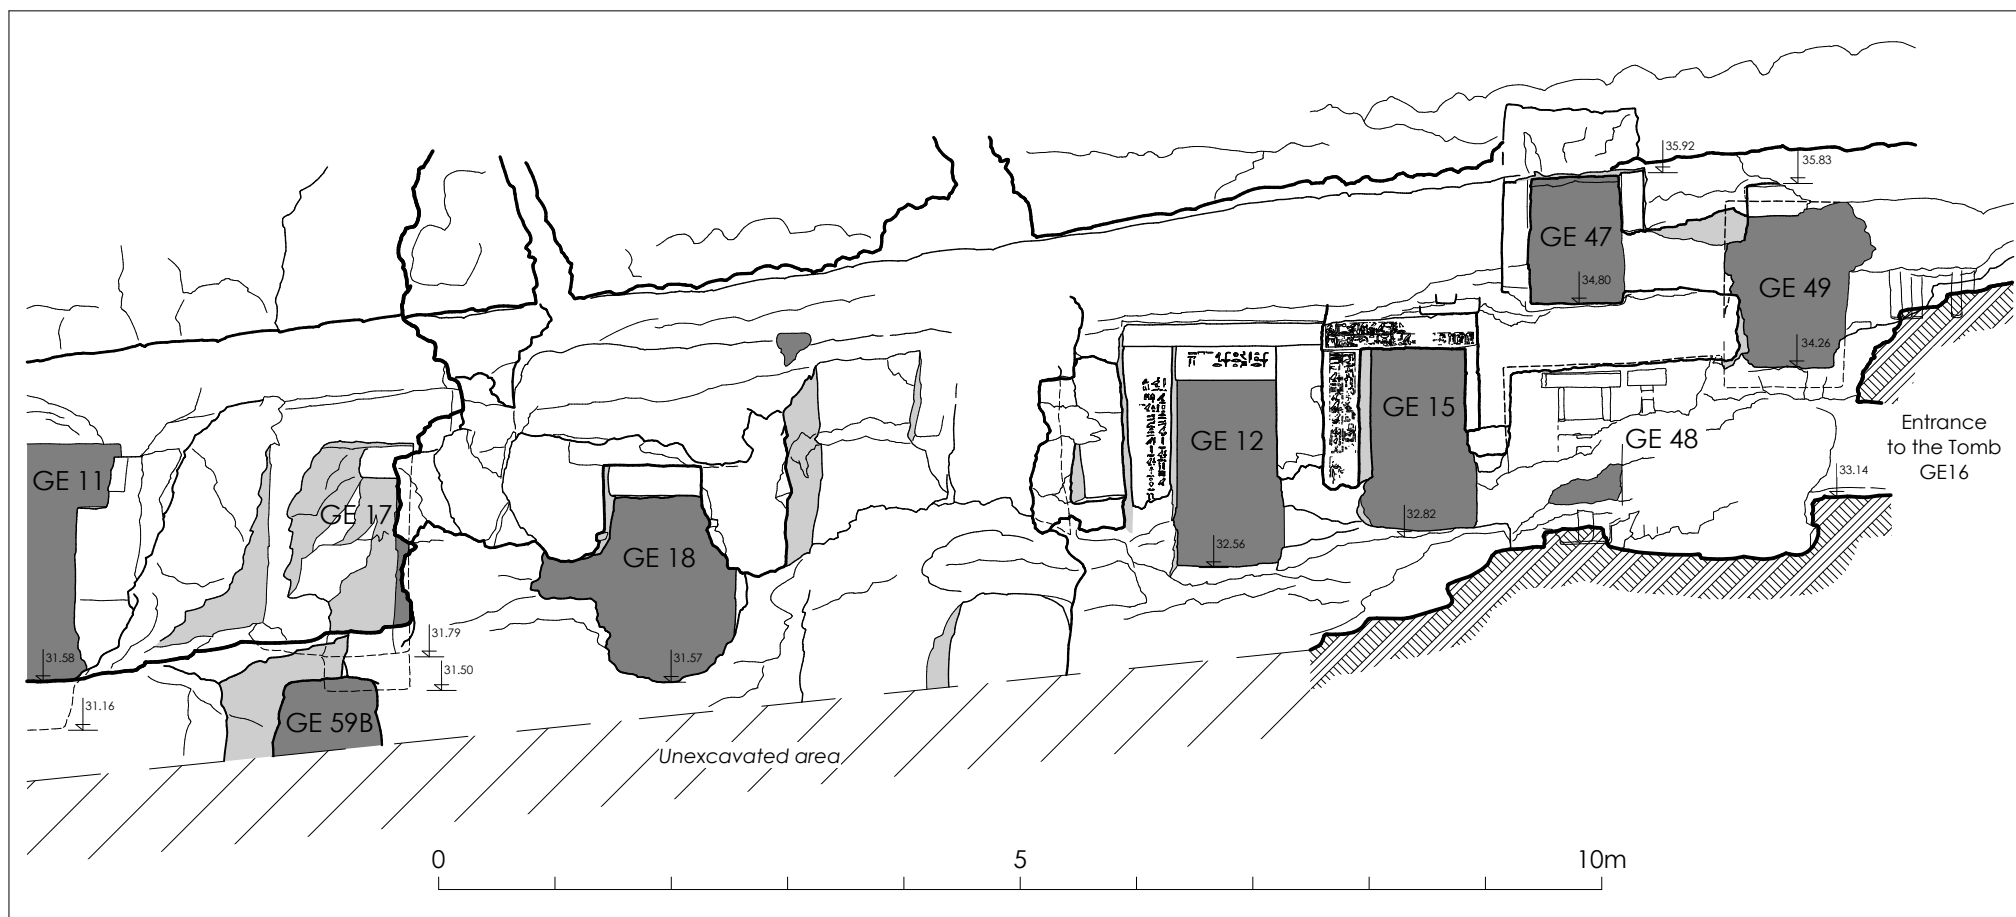 35.92
35.83
GE 47
34,80
GE 49
34.26
GE 15
GE 12
GE 48
Entrance
to the Tomb
GE16
GE 11
GE 17
33.14
32.82
32.56
GE 18
31.79
31.58
31.57
31.50
31.16
GE 59B
Unexcavated area
0 5 10m